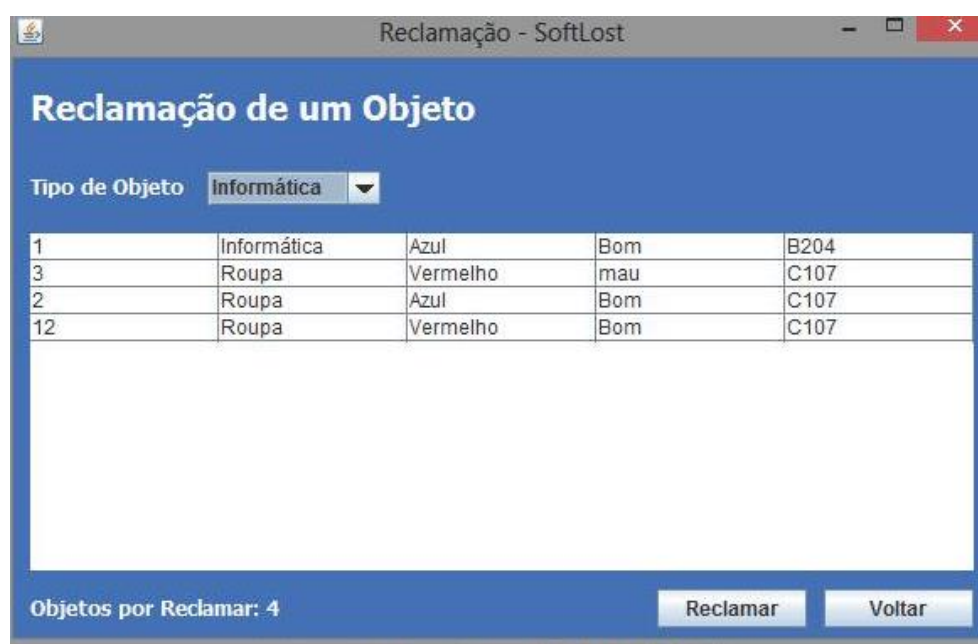 Reclamação - SoftLost
Reclamação de um Objeto
Tipo de Objeto Informática
1 Informática Azul Bom B204
3 Roupa Vermelho mau C107
2 Roupa Azul Bom C107
12 Roupa Vermelho Bom C107
Objetos por Reclamar: 4 Reclamar Voltar